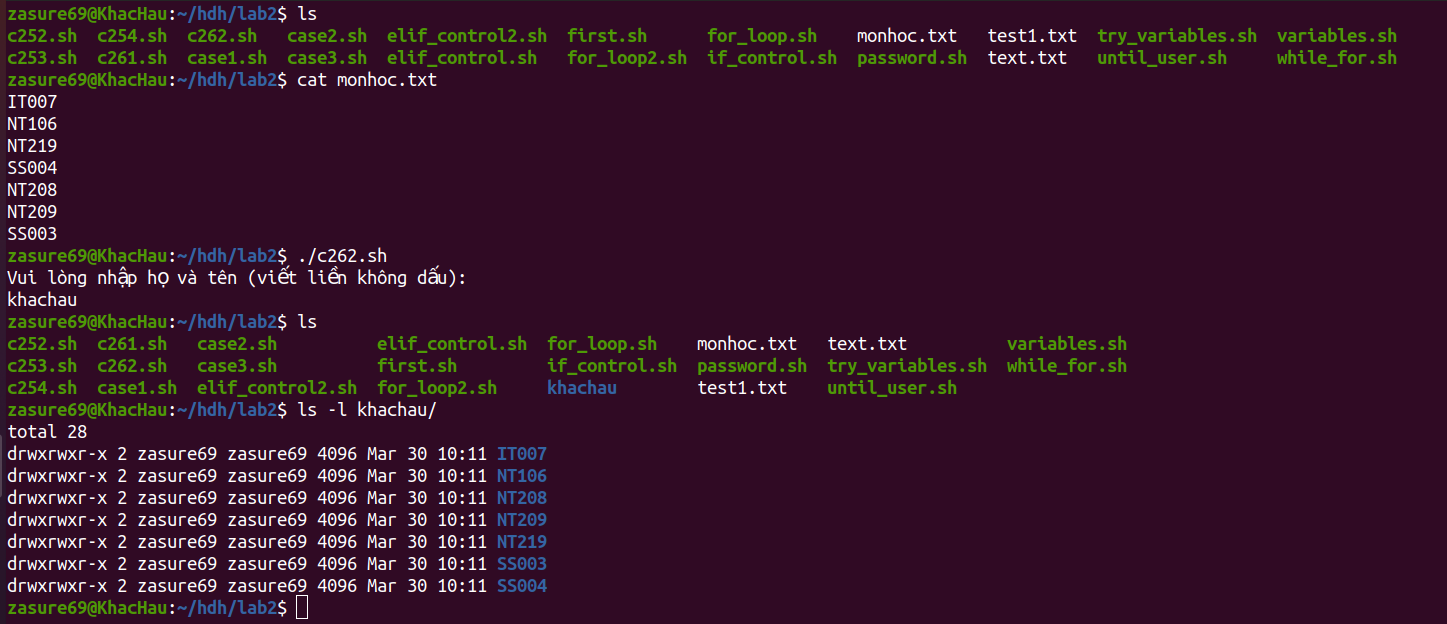 zasure69@KhacHau:~/hdh/lab2$ ls
c252.sh  c254.sh  c262.sh   case2.sh  elif_control2.sh  first.sh      for_loop.sh    monhoc.txt   test1.txt  try_variables.sh  variables.sh
c253.sh  c261.sh  case1.sh  case3.sh  elif_control.sh   for_loop2.sh  if_control.sh  password.sh  text.txt   until_user.sh     while_for.sh
zasure69@KhacHau:~/hdh/lab2$ cat monhoc.txt
IT007
NT106
NT219
SS004
NT208
NT209
SS003
zasure69@KhacHau:~/hdh/lab2$ ./c262.sh
Vui lòng nhập họ và tên (viết liền không dấu):
khachau
zasure69@KhacHau:~/hdh/lab2$ ls
c252.sh  c261.sh   case2.sh          elif_control.sh  for_loop.sh    monhoc.txt   text.txt          variables.sh
c253.sh  c262.sh   case3.sh          first.sh         if_control.sh  password.sh  try_variables.sh  while_for.sh
c254.sh  case1.sh  elif_control2.sh  for_loop2.sh     khachau        test1.txt    until_user.sh
zasure69@KhacHau:~/hdh/lab2$ ls -l khachau/
total 28
drwxrwxr-x 2 zasure69 zasure69 4096 Mar 30 10:11 IT007
drwxrwxr-x 2 zasure69 zasure69 4096 Mar 30 10:11 NT106
drwxrwxr-x 2 zasure69 zasure69 4096 Mar 30 10:11 NT208
drwxrwxr-x 2 zasure69 zasure69 4096 Mar 30 10:11 NT209
drwxrwxr-x 2 zasure69 zasure69 4096 Mar 30 10:11 NT219
drwxrwxr-x 2 zasure69 zasure69 4096 Mar 30 10:11 SS003
drwxrwxr-x 2 zasure69 zasure69 4096 Mar 30 10:11 SS004
zasure69@KhacHau:~/hdh/lab2$